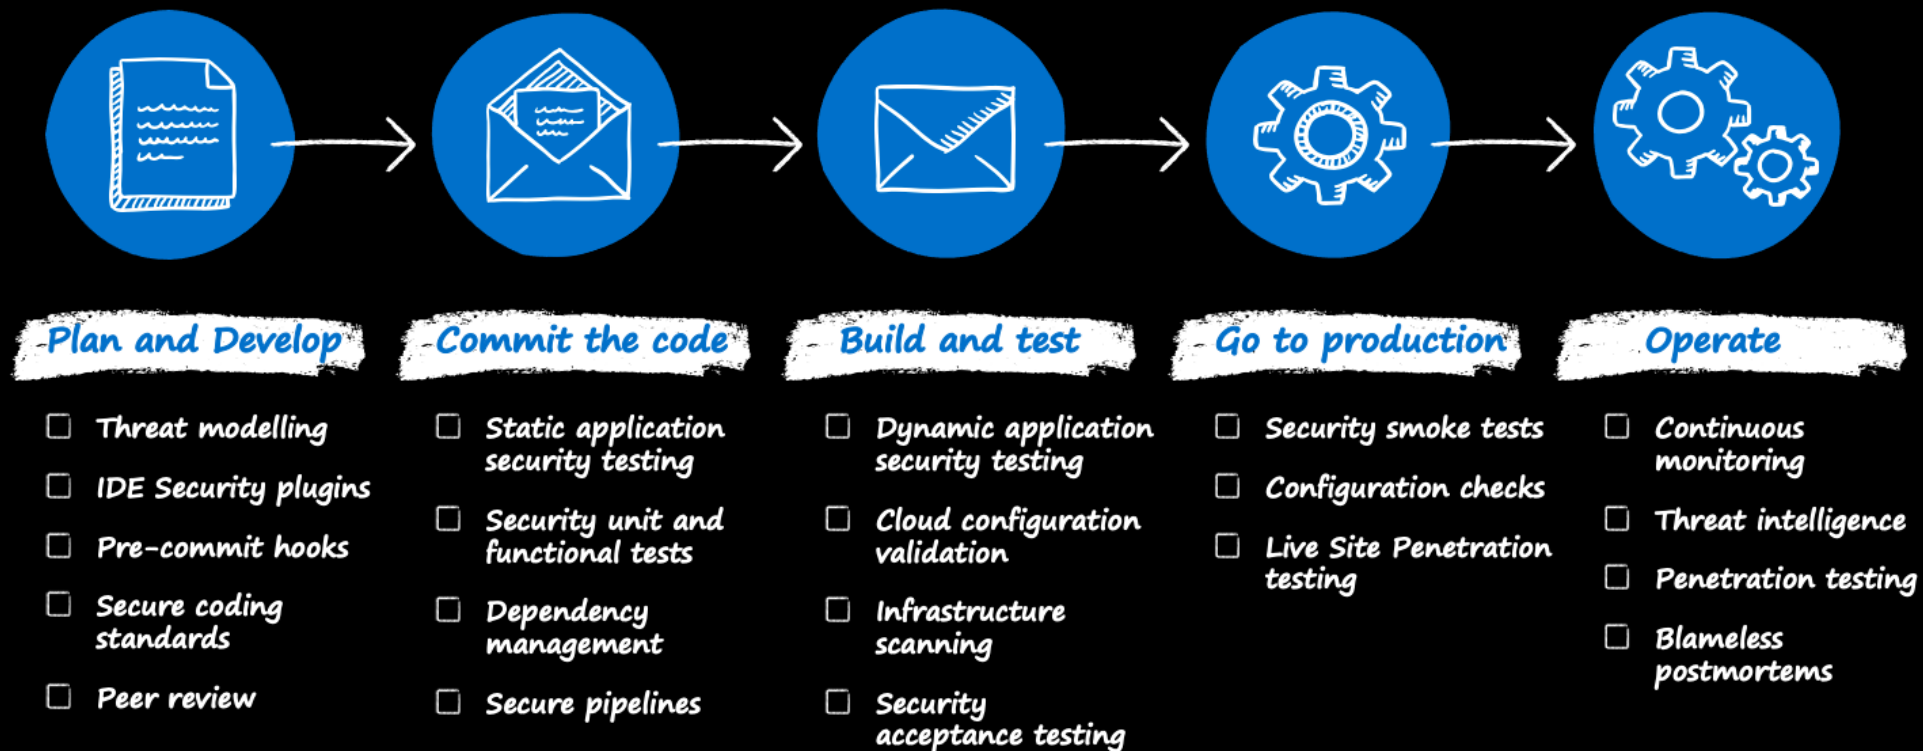 Plan and Develop
Threat modelling
IDE Security plugins
Pre-commit hooks
Secure coding
standards
Peer review
Commit the code
Static application
security testing
Security unit and
functional tests
Dependency
management
Secure pipelines
Build and test
Dynamic application
security testing
Cloud configuration
validation
Infrastructure
scanning
Security
acceptance testing
Go to production
Security smoke tests
Configuration checks
Live Site Penetration
testing
Operate
Continuous
monitoring
Threat intelligence
Penetration testing
Blameless
postmortems